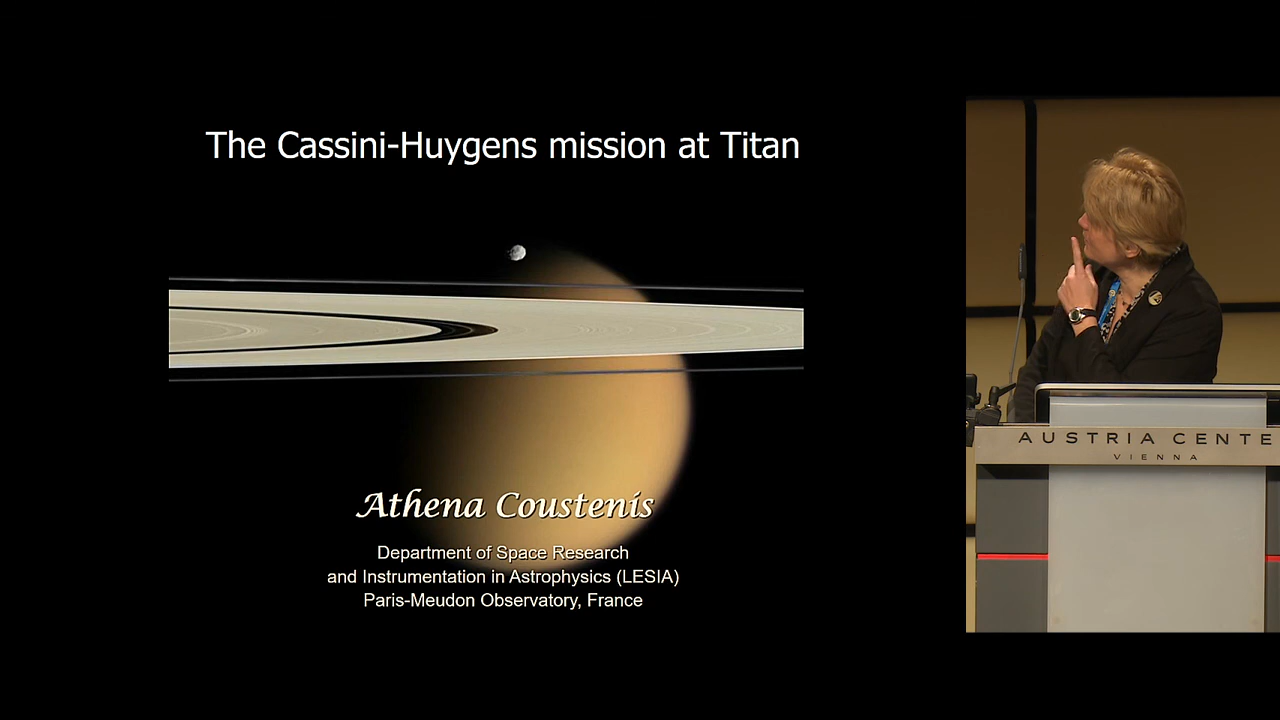 The Cassini-Huygens mission at Titan
Athena Coustenis
Department of Space Research
and Instrumentation in Astrophysics (LESIA)
Paris-Meudon Observatory, France
AUSTRIA CENTE
VIENNA